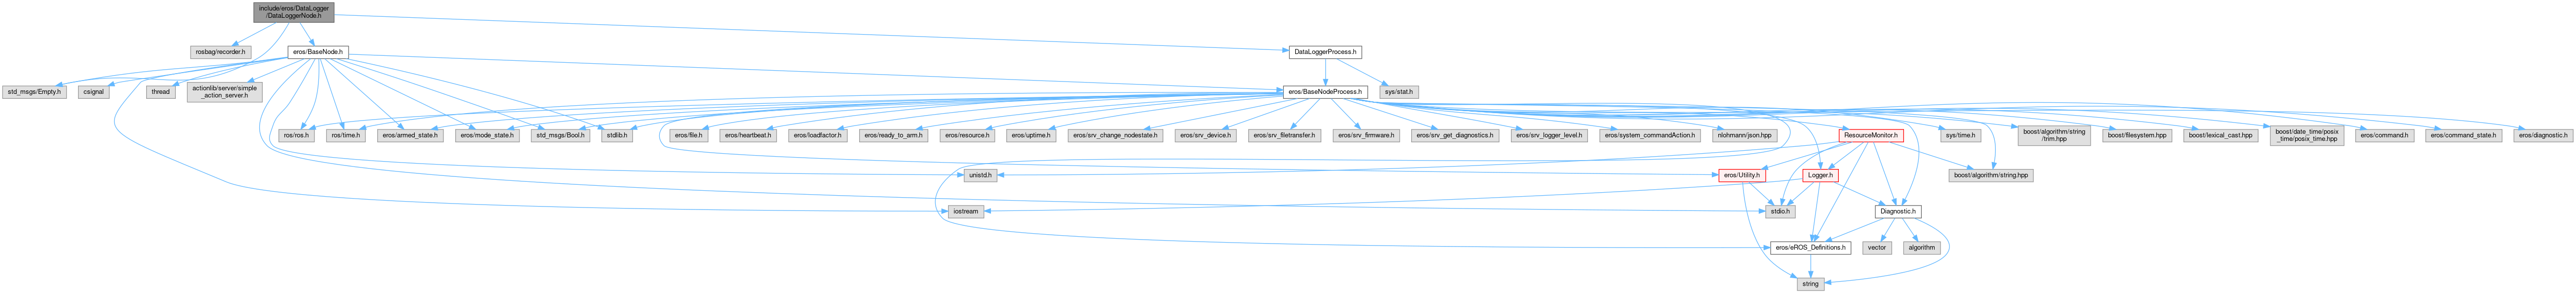 include/eros/DataLogger
/DataLoggerNode.h
rosbag/recorder.h
eros/BaseNode.h
DataLoggerProcess.h
std_msgs/Empty.h
csignal
thread
actionlib/server/simple
_action_server.h
eros/BaseNodeProcess.h
sys/stat.h
ros/ros.h
ros/time.h
eros/armed_state.h
eros/mode_state.h
std_msgs/Bool.h
stdlib.h
eros/file.h
eros/heartbeat.h
eros/loadfactor.h
eros/ready_to_arm.h
eros/resource.h
eros/uptime.h
eros/srv_change_nodestate.h
eros/srv_device.h
eros/srv_filetransfer.h
eros/srv_firmware.h
eros/srv_get_diagnostics.h
eros/srv_logger_level.h
eros/system_commandAction.h
nlohmann/json.hpp
ResourceMonitor.h
sys/time.h
boost/algorithm/string
/trim.hpp
boost/filesystem.hpp
boost/lexical_cast.hpp
boost/date_time/posix
_time/posix_time.hpp
eros/command.h
eros/command_state.h
eros/diagnostic.h
unistd.h
eros/Utility.h
Logger.h
boost/algorithm/string.hpp
iostream
stdio.h
Diagnostic.h
eros/eROS_Definitions.h
vector
algorithm
string